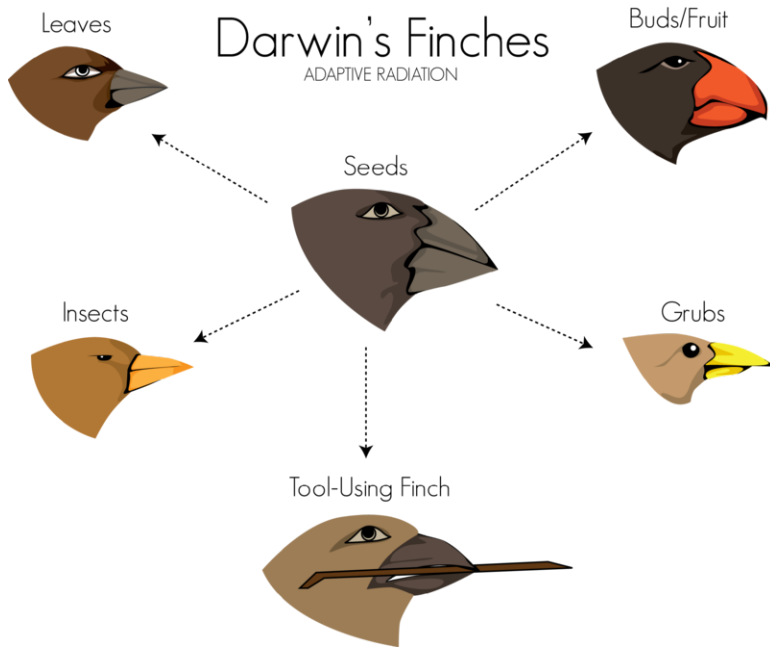 Leaves
Darwin's Finches
ADAPTIVE RADIATION
Buds/Fruit
Seeds
Insects
Grubs
Tool-Using Finch